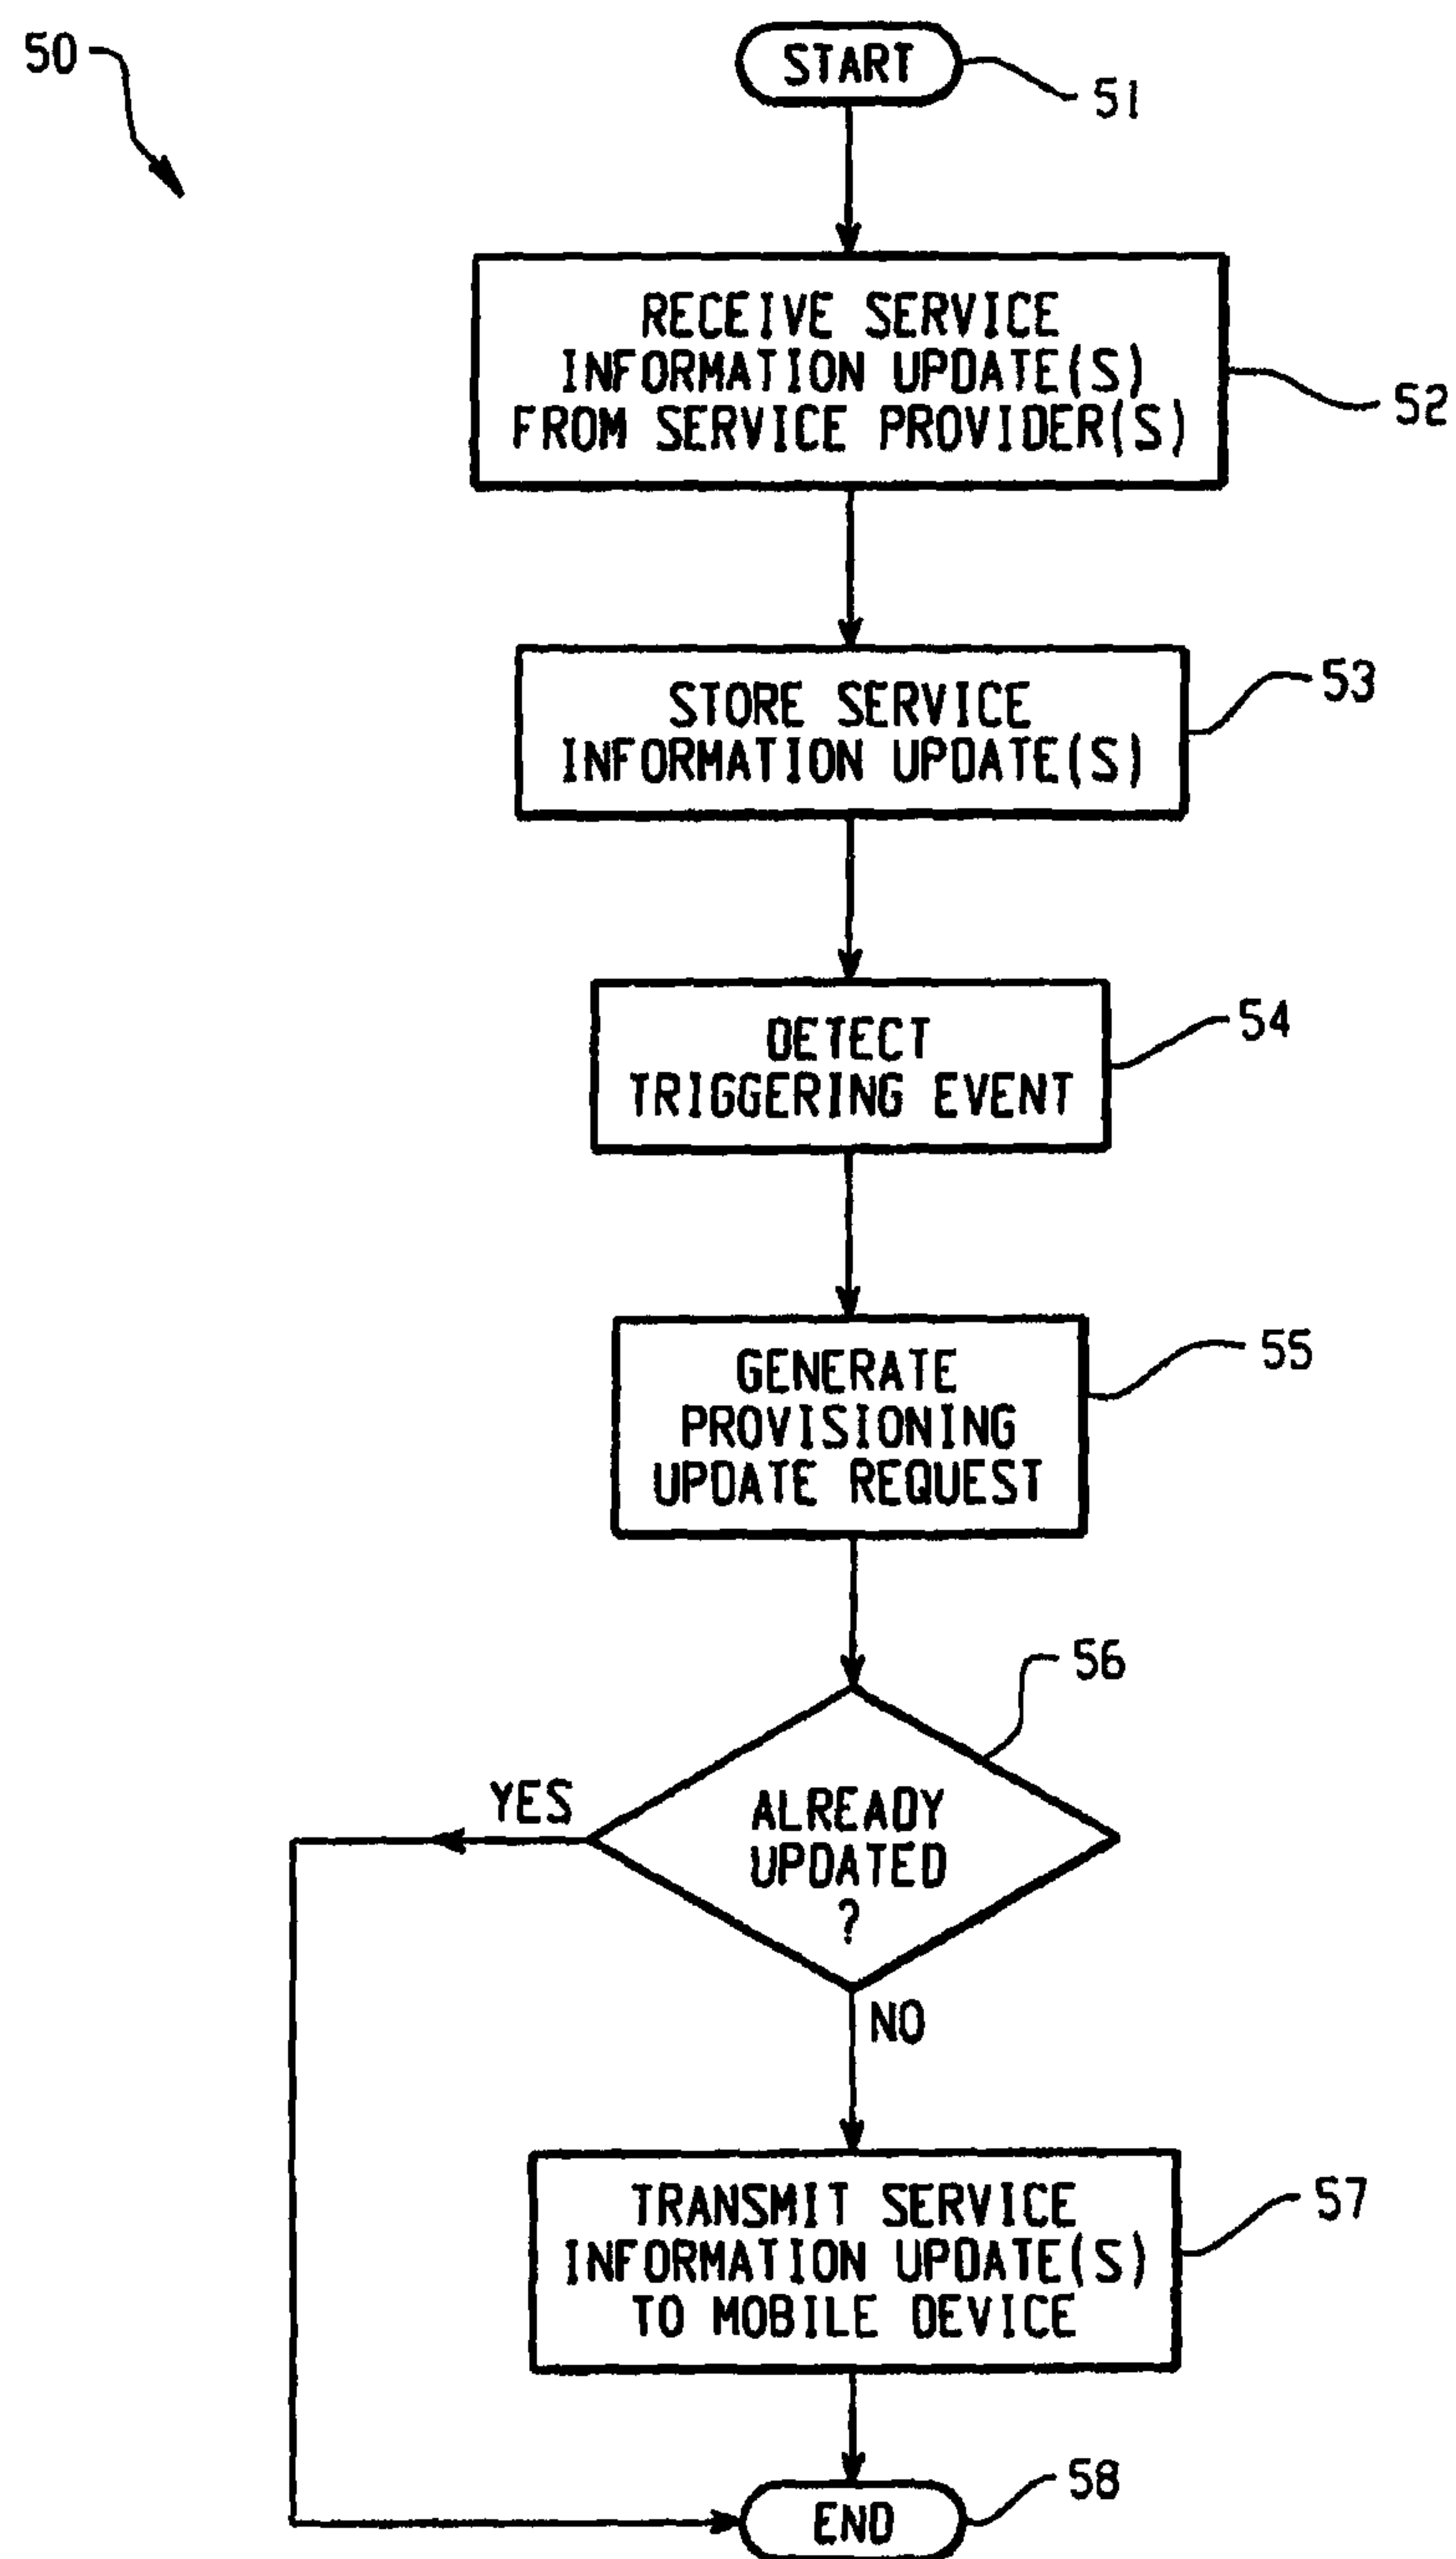 50
START
51
RECEIVE SERVICE
INFORMATION UPDATE(S)
FROM SERVICE PROVIDER(S)
52
STORE SERVICE
INFORMATION UPDATE(S)
53
DETECT
TRIGGERING EVENT
54
GENERATE
PROVISIONING
UPDATE REQUEST
55
56
ALREADY
UPDATED
?
YES
NO
TRANSMIT SERVICE
INFORMATION UPDATE(S)
TO MOBILE DEVICE
57
END
58